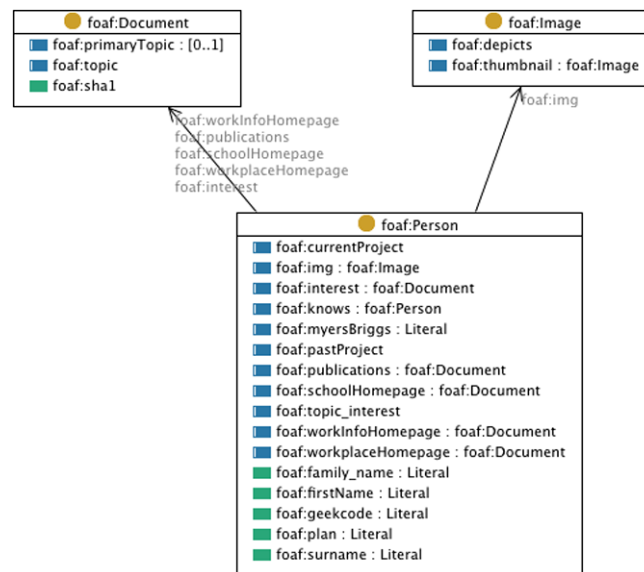 foaf:Document
foaf:primaryTopic : [0..1]
foaf:topic
foaf:sha1
foaf:Image
foaf:depicts
foaf:thumbnail : foaf:Image
foaf:workInfoHomepage
foaf:publications
foaf:schoolHomepage
foaf:workplaceHomepage
foaf:interest
foaf:img
foaf:Person
foaf:currentProject
foaf:img : foaf:Image
foaf:interest : foaf:Document
foaf:knows : foaf:Person
foaf:myersBriggs : Literal
foaf:pastProject
foaf:publications : foaf:Document
foaf:schoolHomepage : foaf:Document
foaf:topic_interest
foaf:workInfoHomepage : foaf:Document
foaf:workplaceHomepage : foaf:Document
foaf:family_name : Literal
foaf:firstName : Literal
foaf:geekcode : Literal
foaf:plan : Literal
foaf:surname : Literal